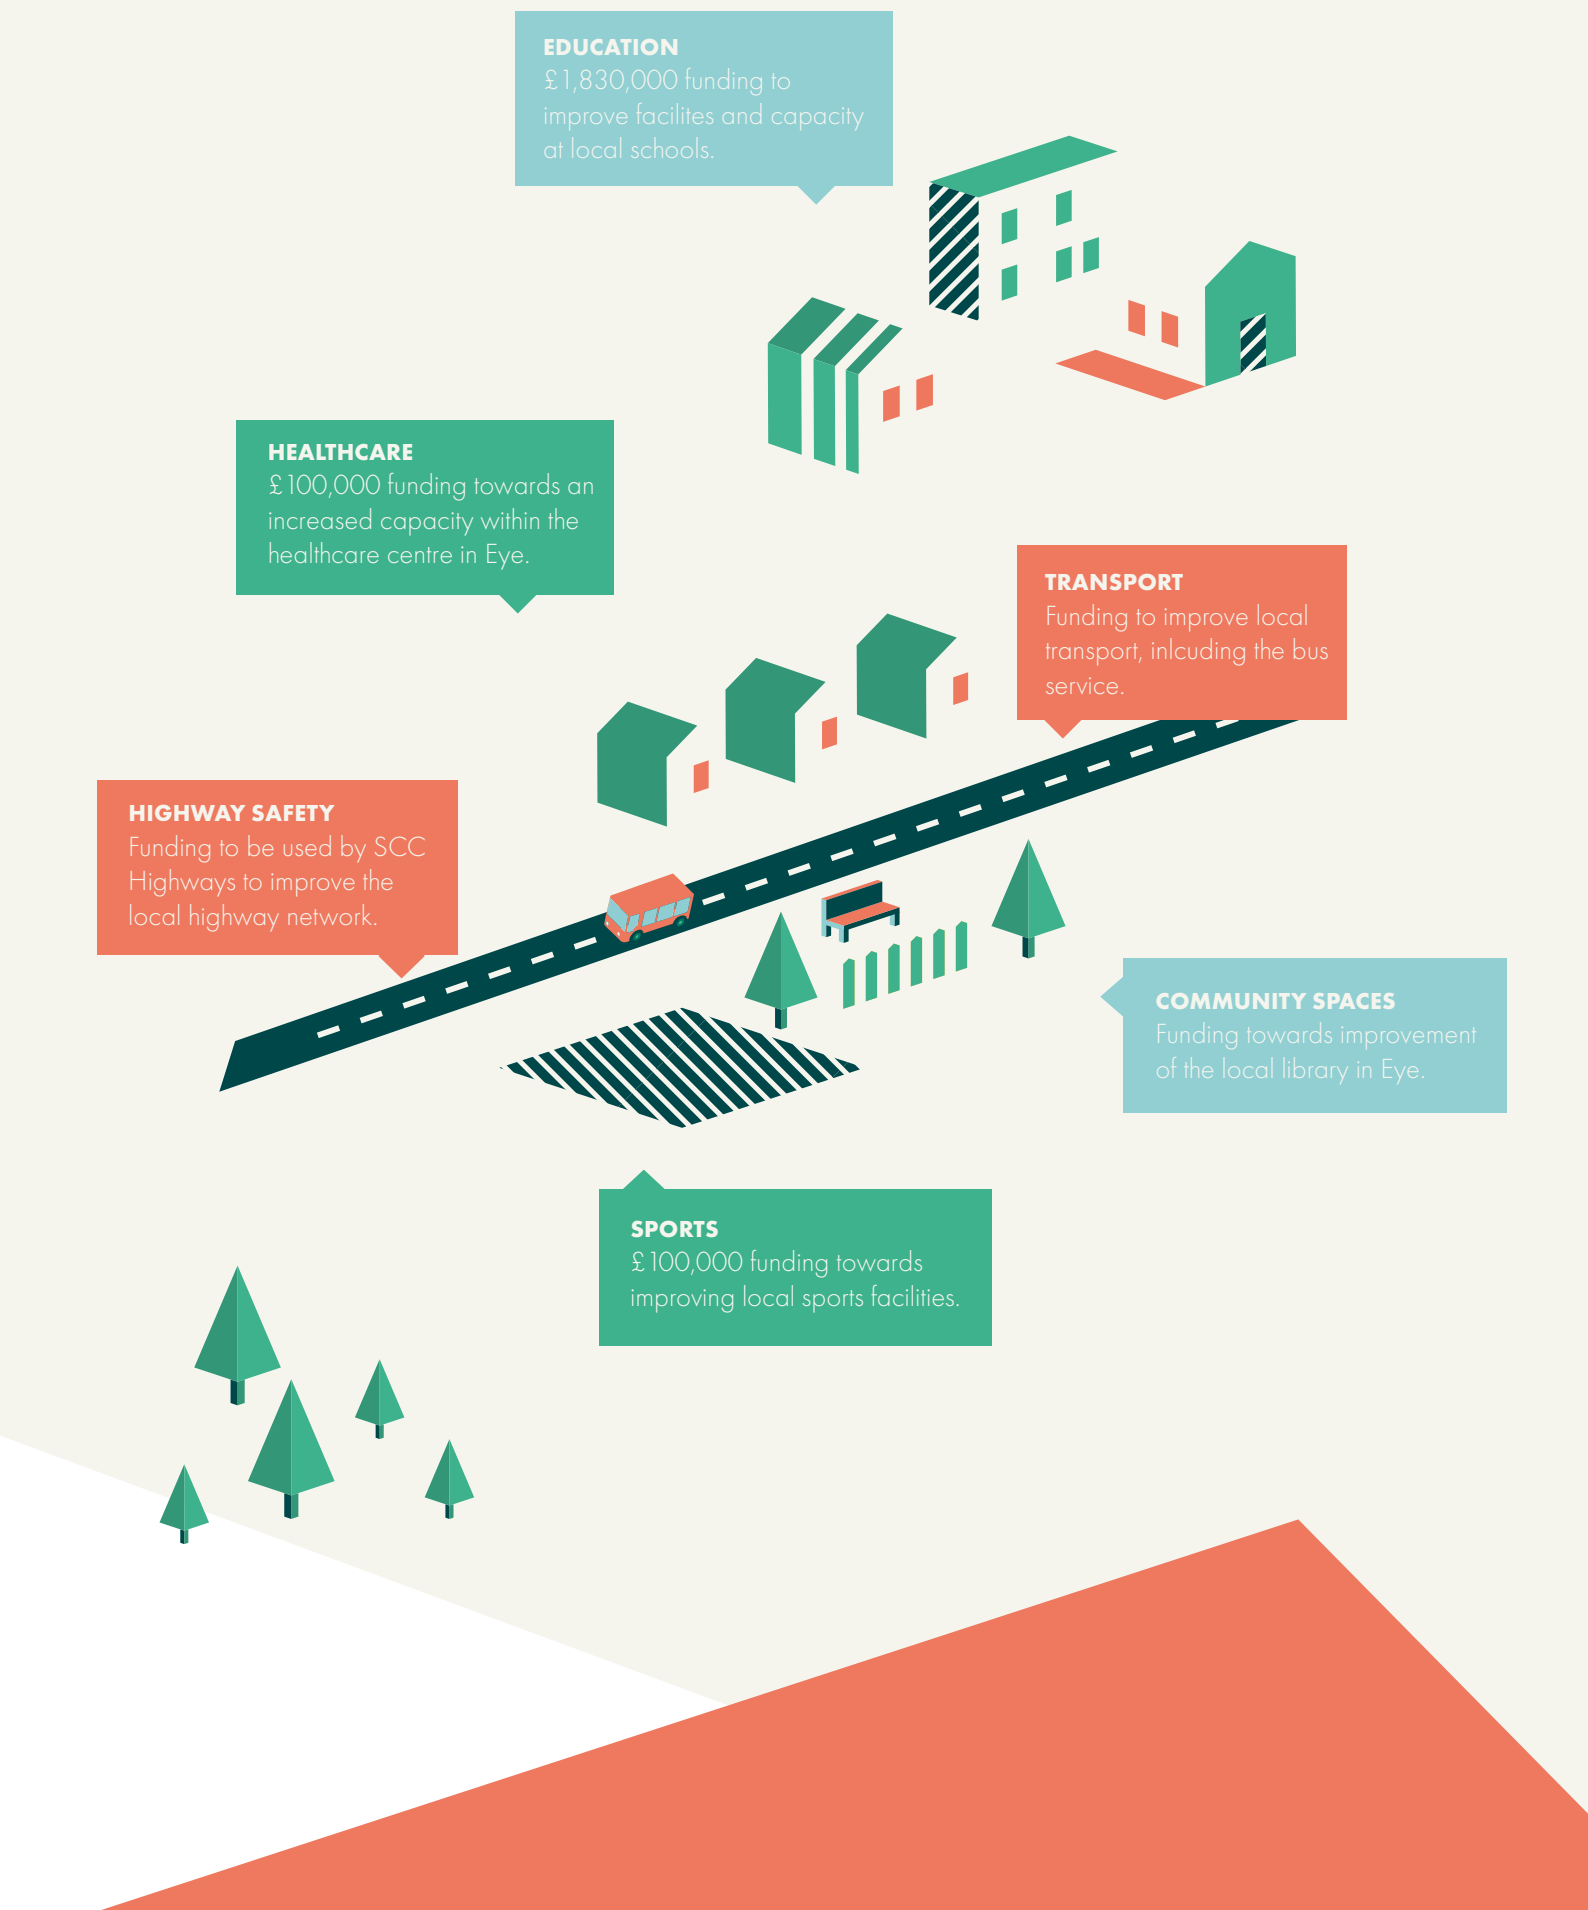 EDUCATION
£1,830,000 funding to
improve facilites and capacity
at local schools.
HEALTHCARE
£100,000 funding towards an
increased capacity within the
healthcare centre in Eye.
TRANSPORT
Funding to improve local
transport, inlcuding the bus
service.
HIGHWAY SAFETY
Funding to be used by SCC
Highways to improve the
local highway network.
COMMUNITY SPACES
Funding towards improvement
of the local library in Eye.
SPORTS
£100,000 funding towards
improving local sports facilities.